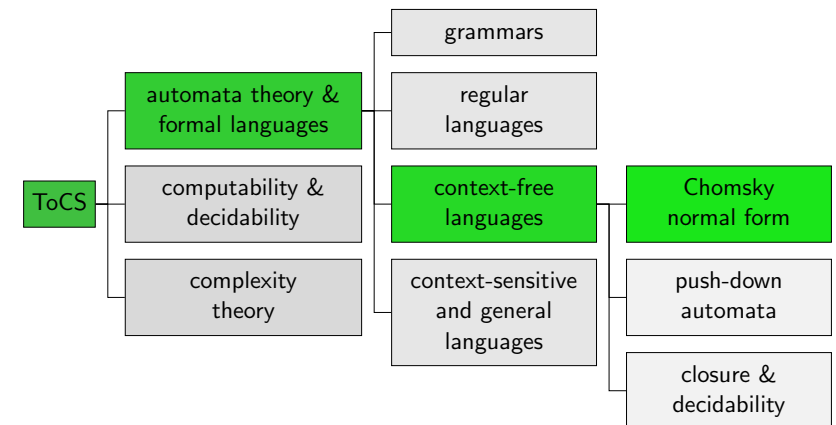 ToCS
automata theory &
formal languages
computability &
decidability
complexity
theory
grammars
regular
languages
context-free
languages
context-sensitive
and general
languages
Chomsky
normal form
push-down
automata
closure &
decidability